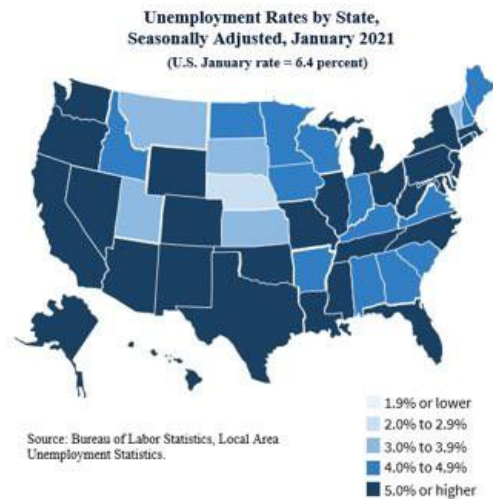 Unemployment Rates by State,
Seasonally Adjusted, January 2021
(U.S. January rate = 6.4 percent)
1.9% or lower
2.0% to 2.9%
3.0% to 3.9%
4.0% to 4.9%
5.0% or higher
Source: Bureau of Labor Statistics, Local Area
Unemployment Statistics.